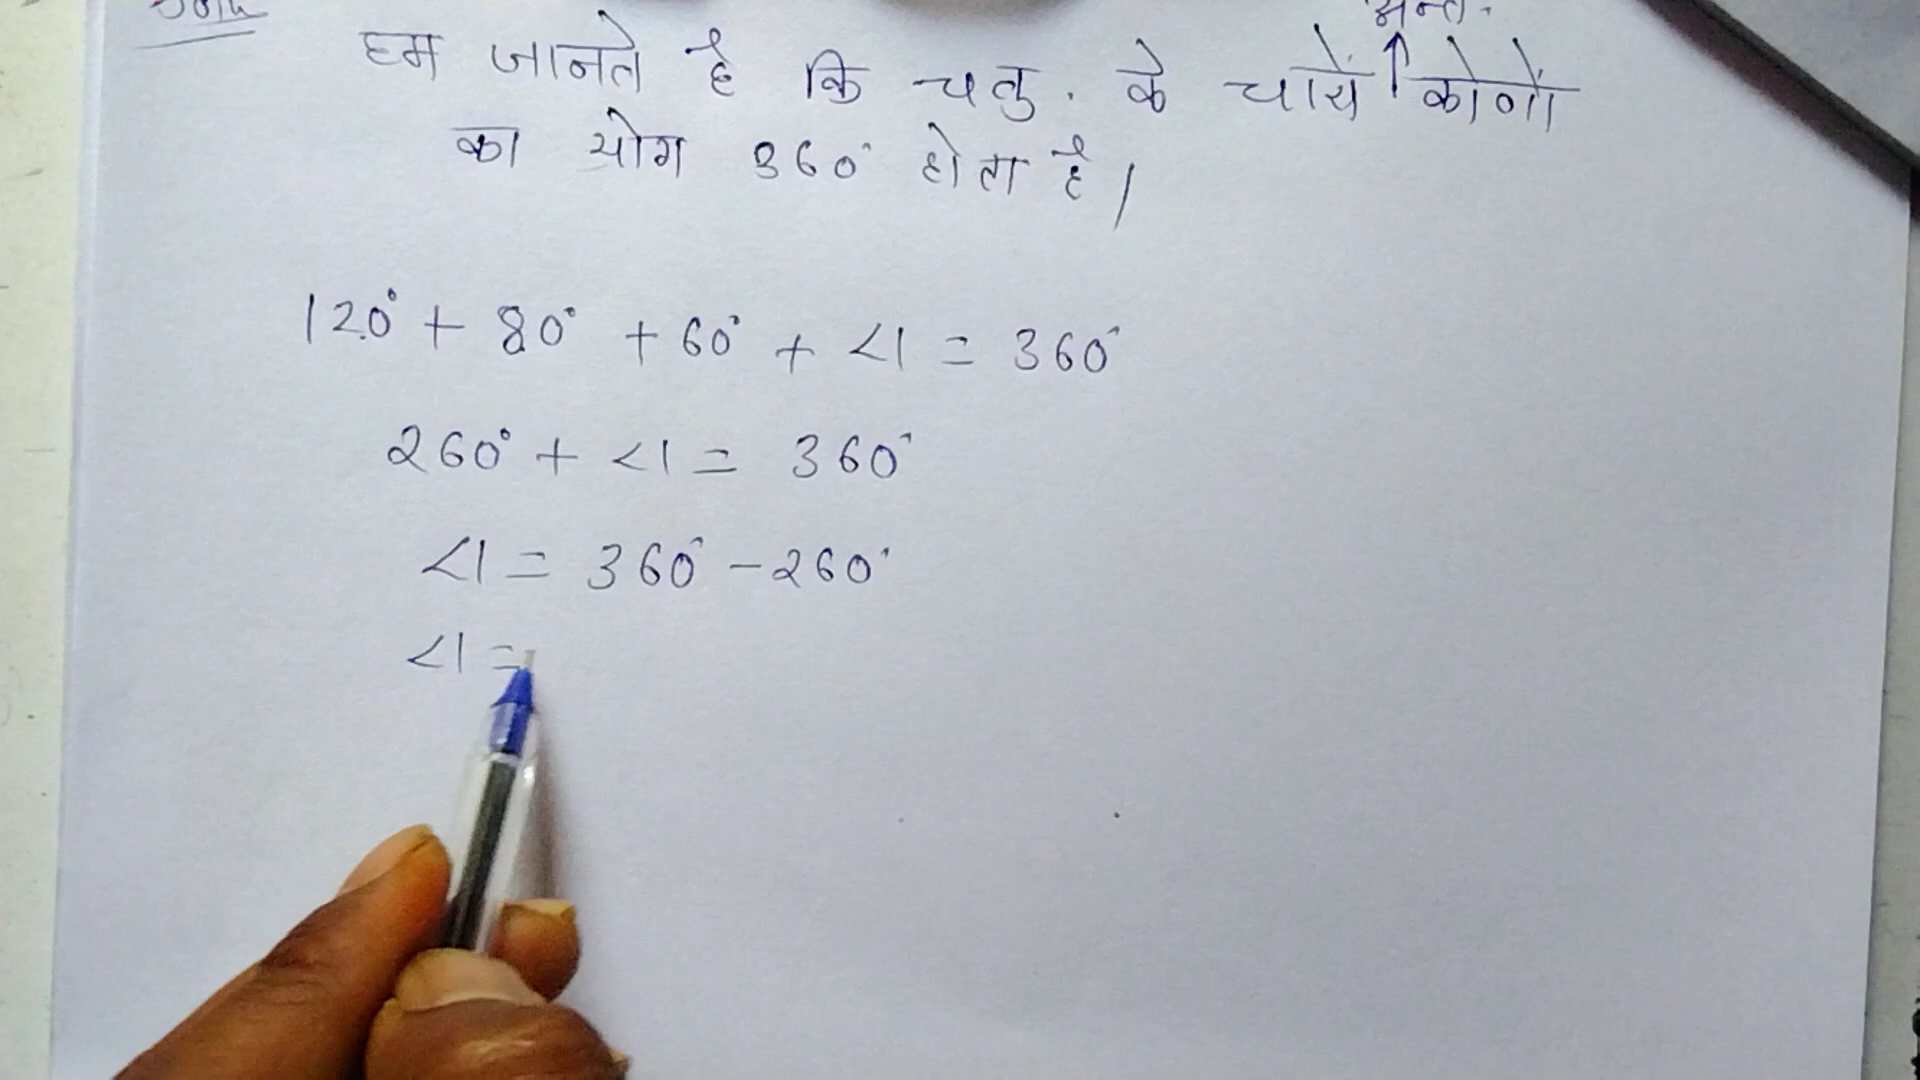 अन्त.
हम जानते है कि चतु. के चारों ↑ कोणों
का योग 360° होता है।
120° + 80° + 60° + <1 = 360°
260° + <1 = 360°
<1 = 360° - 260°
<1 =